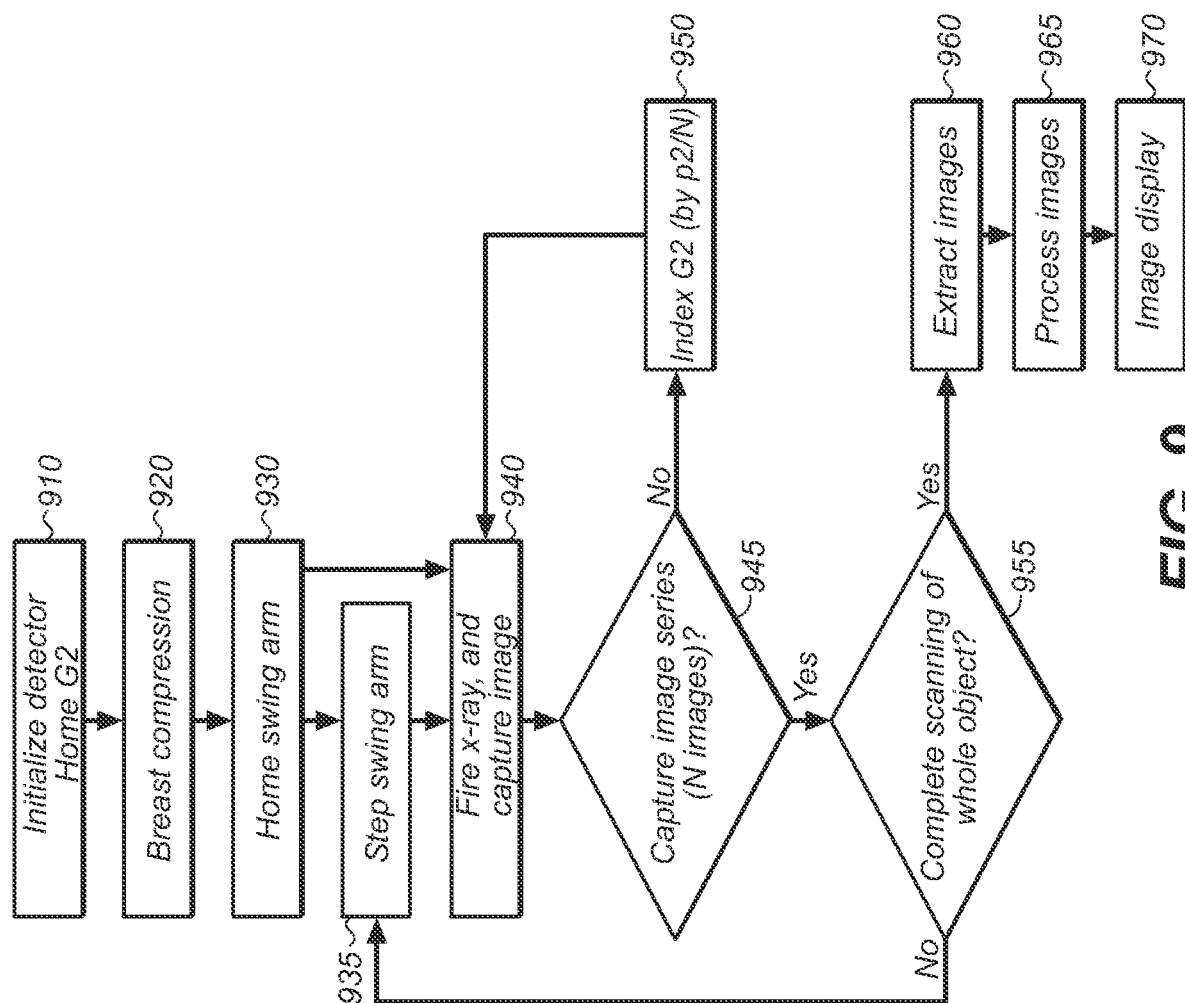 910
Initialize detector
Home G2
920
Breast compression
930
Home swing arm
935
Step swing arm
940
Fire x-ray, and
capture image
945
Capture image series
(N images)?
No
950
Index G2 (by p2/N)
Yes
955
Complete scanning of
whole object?
No
Yes
960
Extract images
965
Process images
970
Image display
FIG.